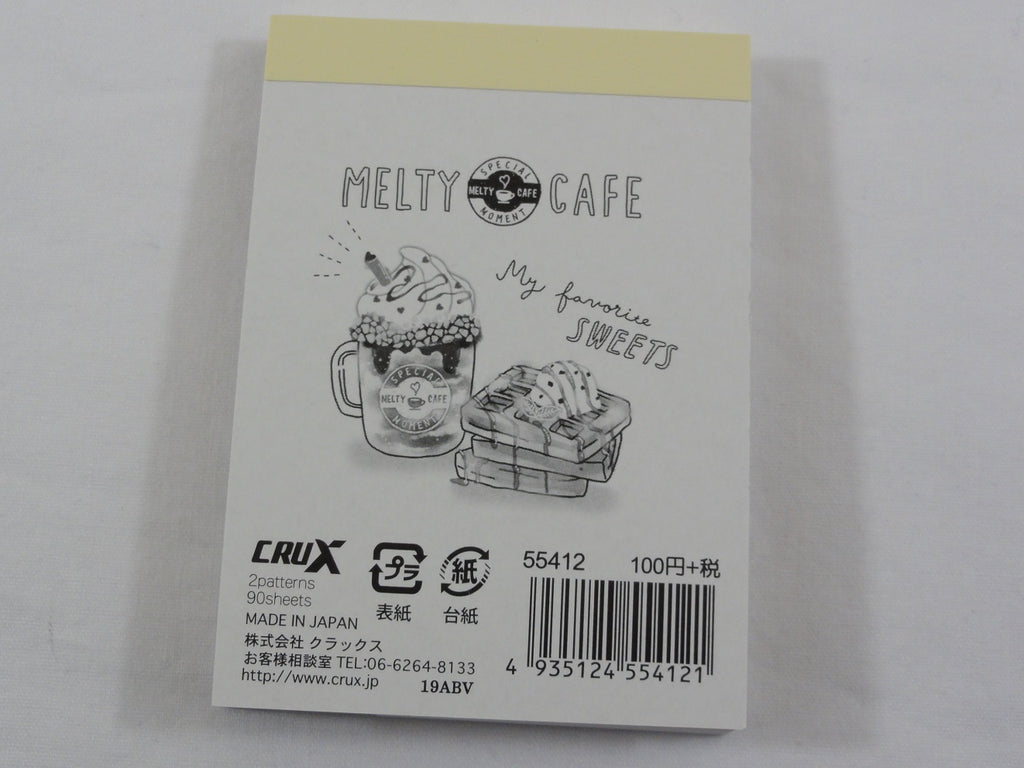 MELTY CAFE
SPECIAL
MELTY CAFE
MOMENT
My favorite
SWEETS
SPECIAL
MELTY CAFE
MOMENT
CRUX
2patterns
90sheets
MADE IN JAPAN
株式会社 クラックス
お客様相談室 TEL:06-6264-8133
http://www.crux.jp
19ABV
プラ
表紙
紙
台紙
55412
100円+税
4 935124 554121